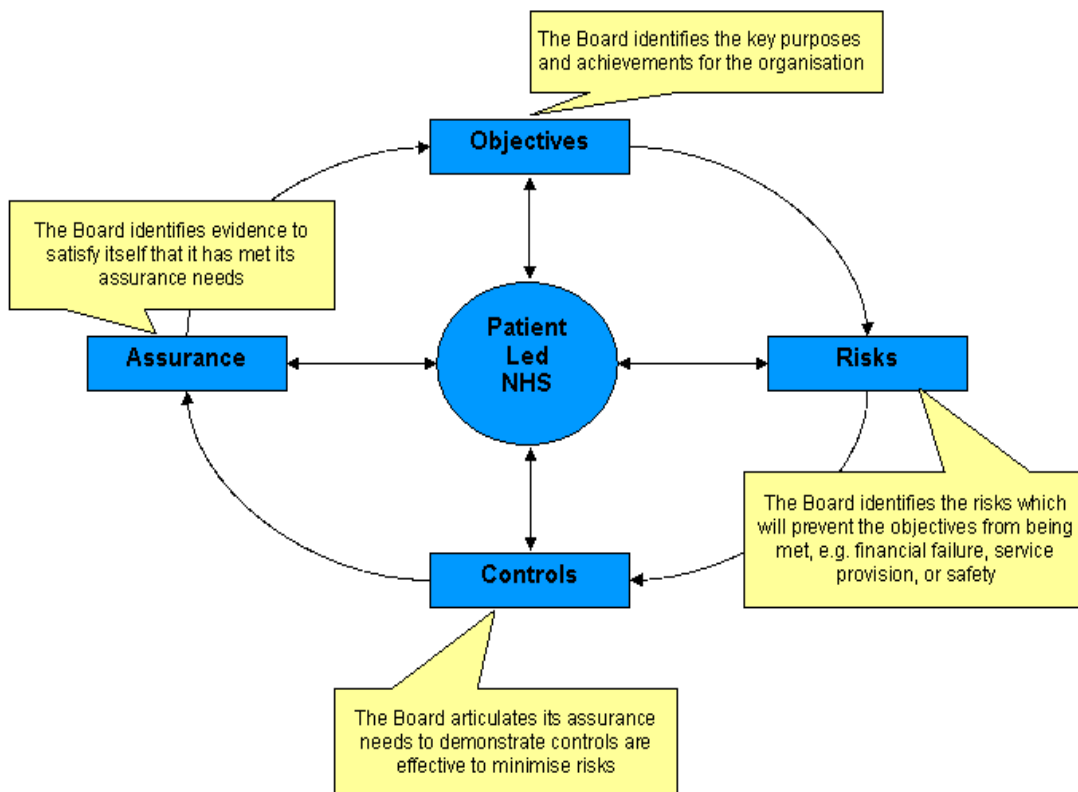 The Board identifies the key purposes
and achievements for the organisation
Objectives
The Board identifies evidence to
satisfy itself that it has met its
assurance needs
Patient
Led
NHS
Assurance
Risks
The Board identifies the risks which
will prevent the objectives from being
met, e.g. financial failure, service
provision, or safety
Controls
The Board articulates its assurance
needs to demonstrate controls are
effective to minimise risks